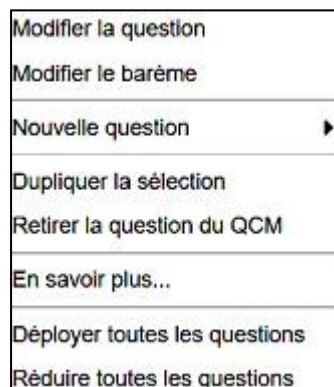 Modifier la question
Modifier le barème
Nouvelle question
Dupliquer la sélection
Retirer la question du QCM
En savoir plus...
Déployer toutes les questions
Réduire toutes les questions